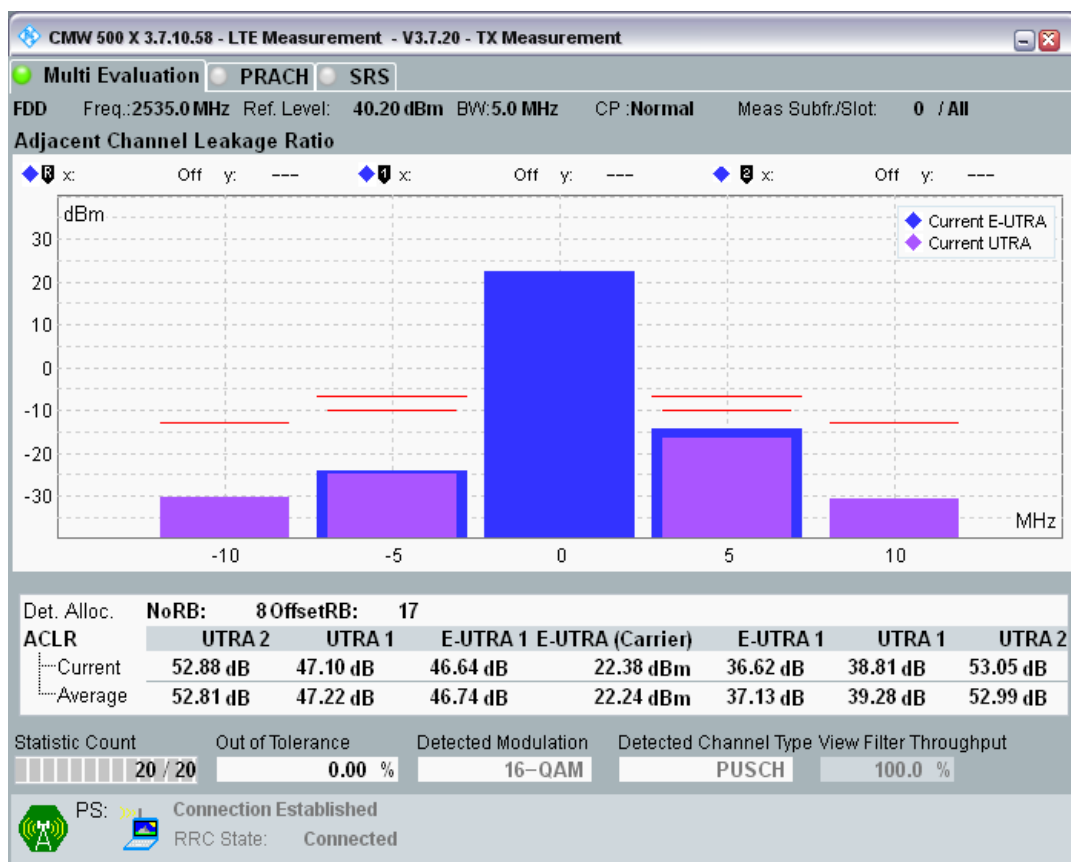 CMW 500 X 3.7.10.58 - LTE Measurement - V3.7.20 - TX Measurement
Multi Evaluation PRACH SRS
FDD Freq.:2535.0 MHz Ref. Level: 40.20 dBm BW:5.0 MHz CP :Normal Meas Subfr./Slot: 0 / All
Adjacent Channel Leakage Ratio
R x: Off y: --- 1 x: Off y: --- 2 x: Off y: ---
dBm
Current E-UTRA
Current UTRA
30
20
10
0
-10
-20
-30
MHz
-10 -5 0 5 10
Det. Alloc. NoRB: 8 OffsetRB: 17
ACLR UTRA 2 UTRA 1 E-UTRA 1 E-UTRA (Carrier) E-UTRA 1 UTRA 1 UTRA 2
Current 52.88 dB 47.10 dB 46.64 dB 22.38 dBm 36.62 dB 38.81 dB 53.05 dB
Average 52.81 dB 47.22 dB 46.74 dB 22.24 dBm 37.13 dB 39.28 dB 52.99 dB
Statistic Count Out of Tolerance Detected Modulation Detected Channel Type View Filter Throughput
20 / 20 0.00 % 16-QAM PUSCH 100.0 %
PS: Connection Established
RRC State: Connected